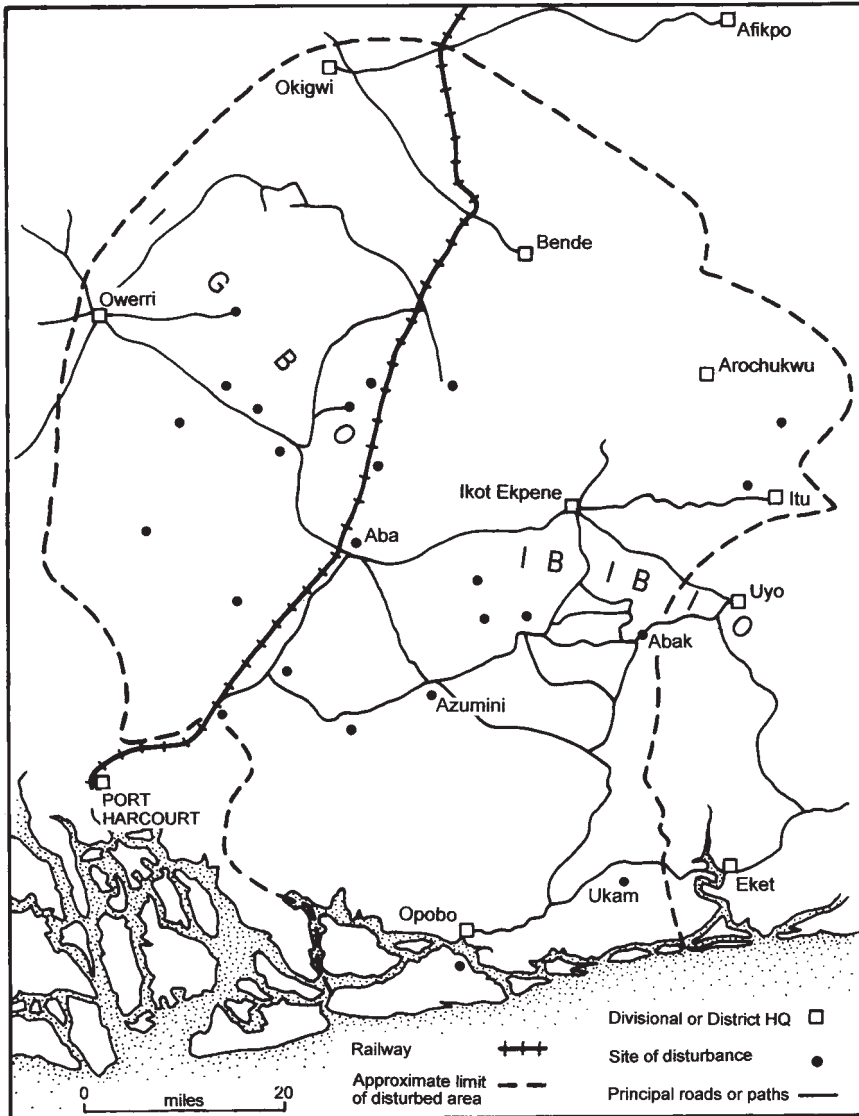 Afikpo
Okigwi
Bende
I G B O
Owerri
Arochukwu
Ikot Ekpene
Itu
Aba
I B I B I O
Uyo
Abak
Azumini
PORT
HARCOURT
Ukam
Eket
Opobo
Divisional or District HQ
Railway
Site of disturbance
Approximate limit
of disturbed area
Principal roads or paths
0 miles 20